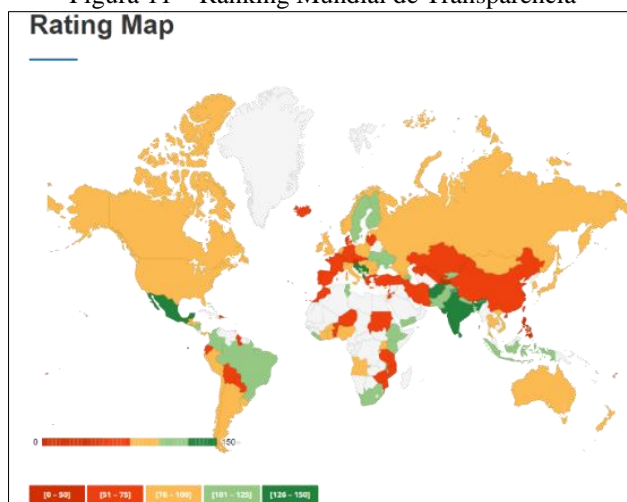 Figura 11 – Ranking Mundial de Transparência
Rating Map
0
150
[0 – 50] [51 – 75] [76 – 100] [101 – 125] [126 – 150]